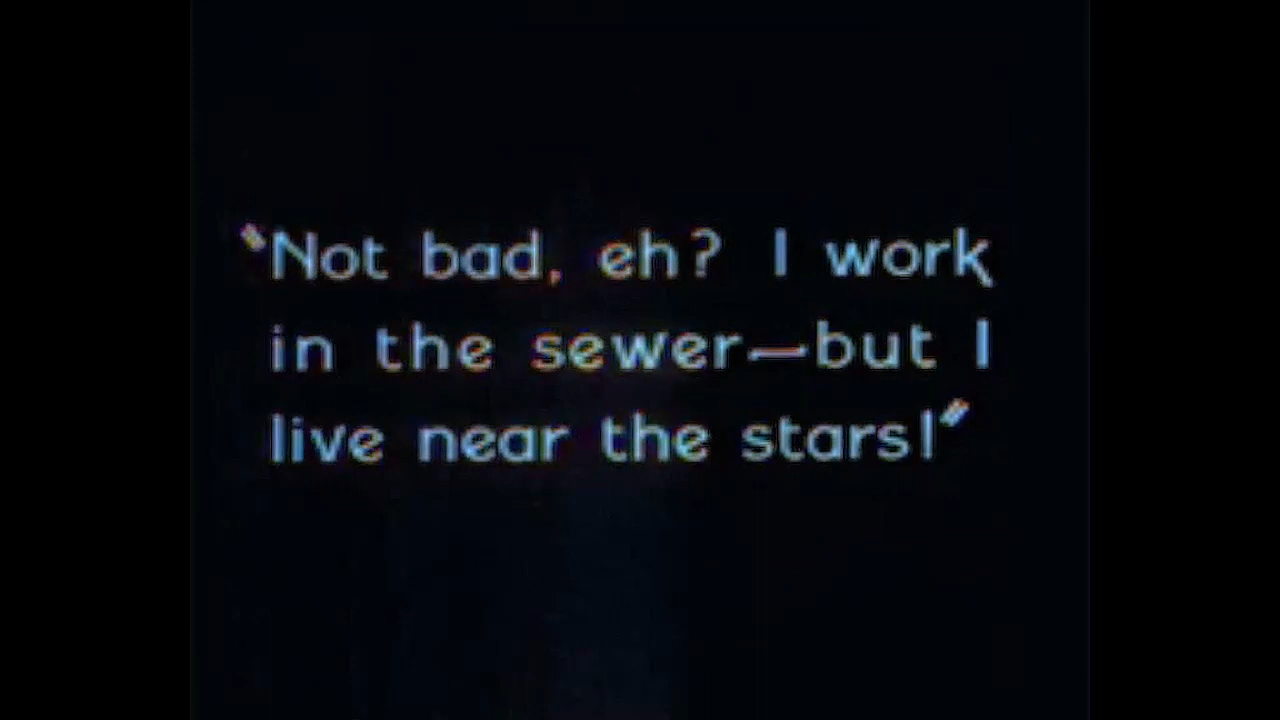 "Not bad, eh? I work
in the sewer—but I
live near the stars!"